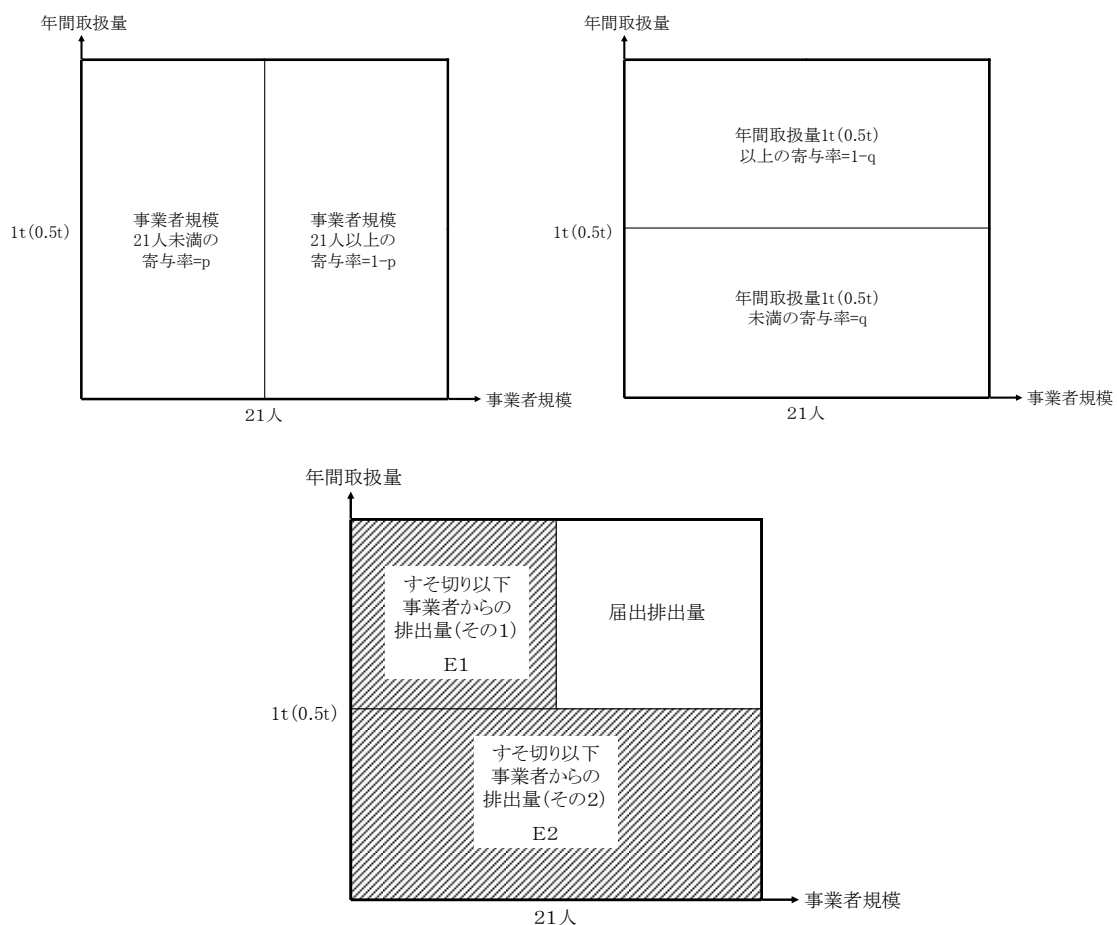 年間取扱量
1t(0.5t)
事業者規模
21人未満の
寄与率=p
事業者規模
21人以上の
寄与率=1-p
事業者規模
21人
年間取扱量
年間取扱量1t(0.5t)
以上の寄与率=1-q
1t(0.5t)
年間取扱量1t(0.5t)
未満の寄与率=q
事業者規模
21人
年間取扱量
すそ切り以下
事業者からの
排出量(その1)
E1
届出排出量
1t(0.5t)
すそ切り以下
事業者からの
排出量(その2)
E2
事業者規模
21人